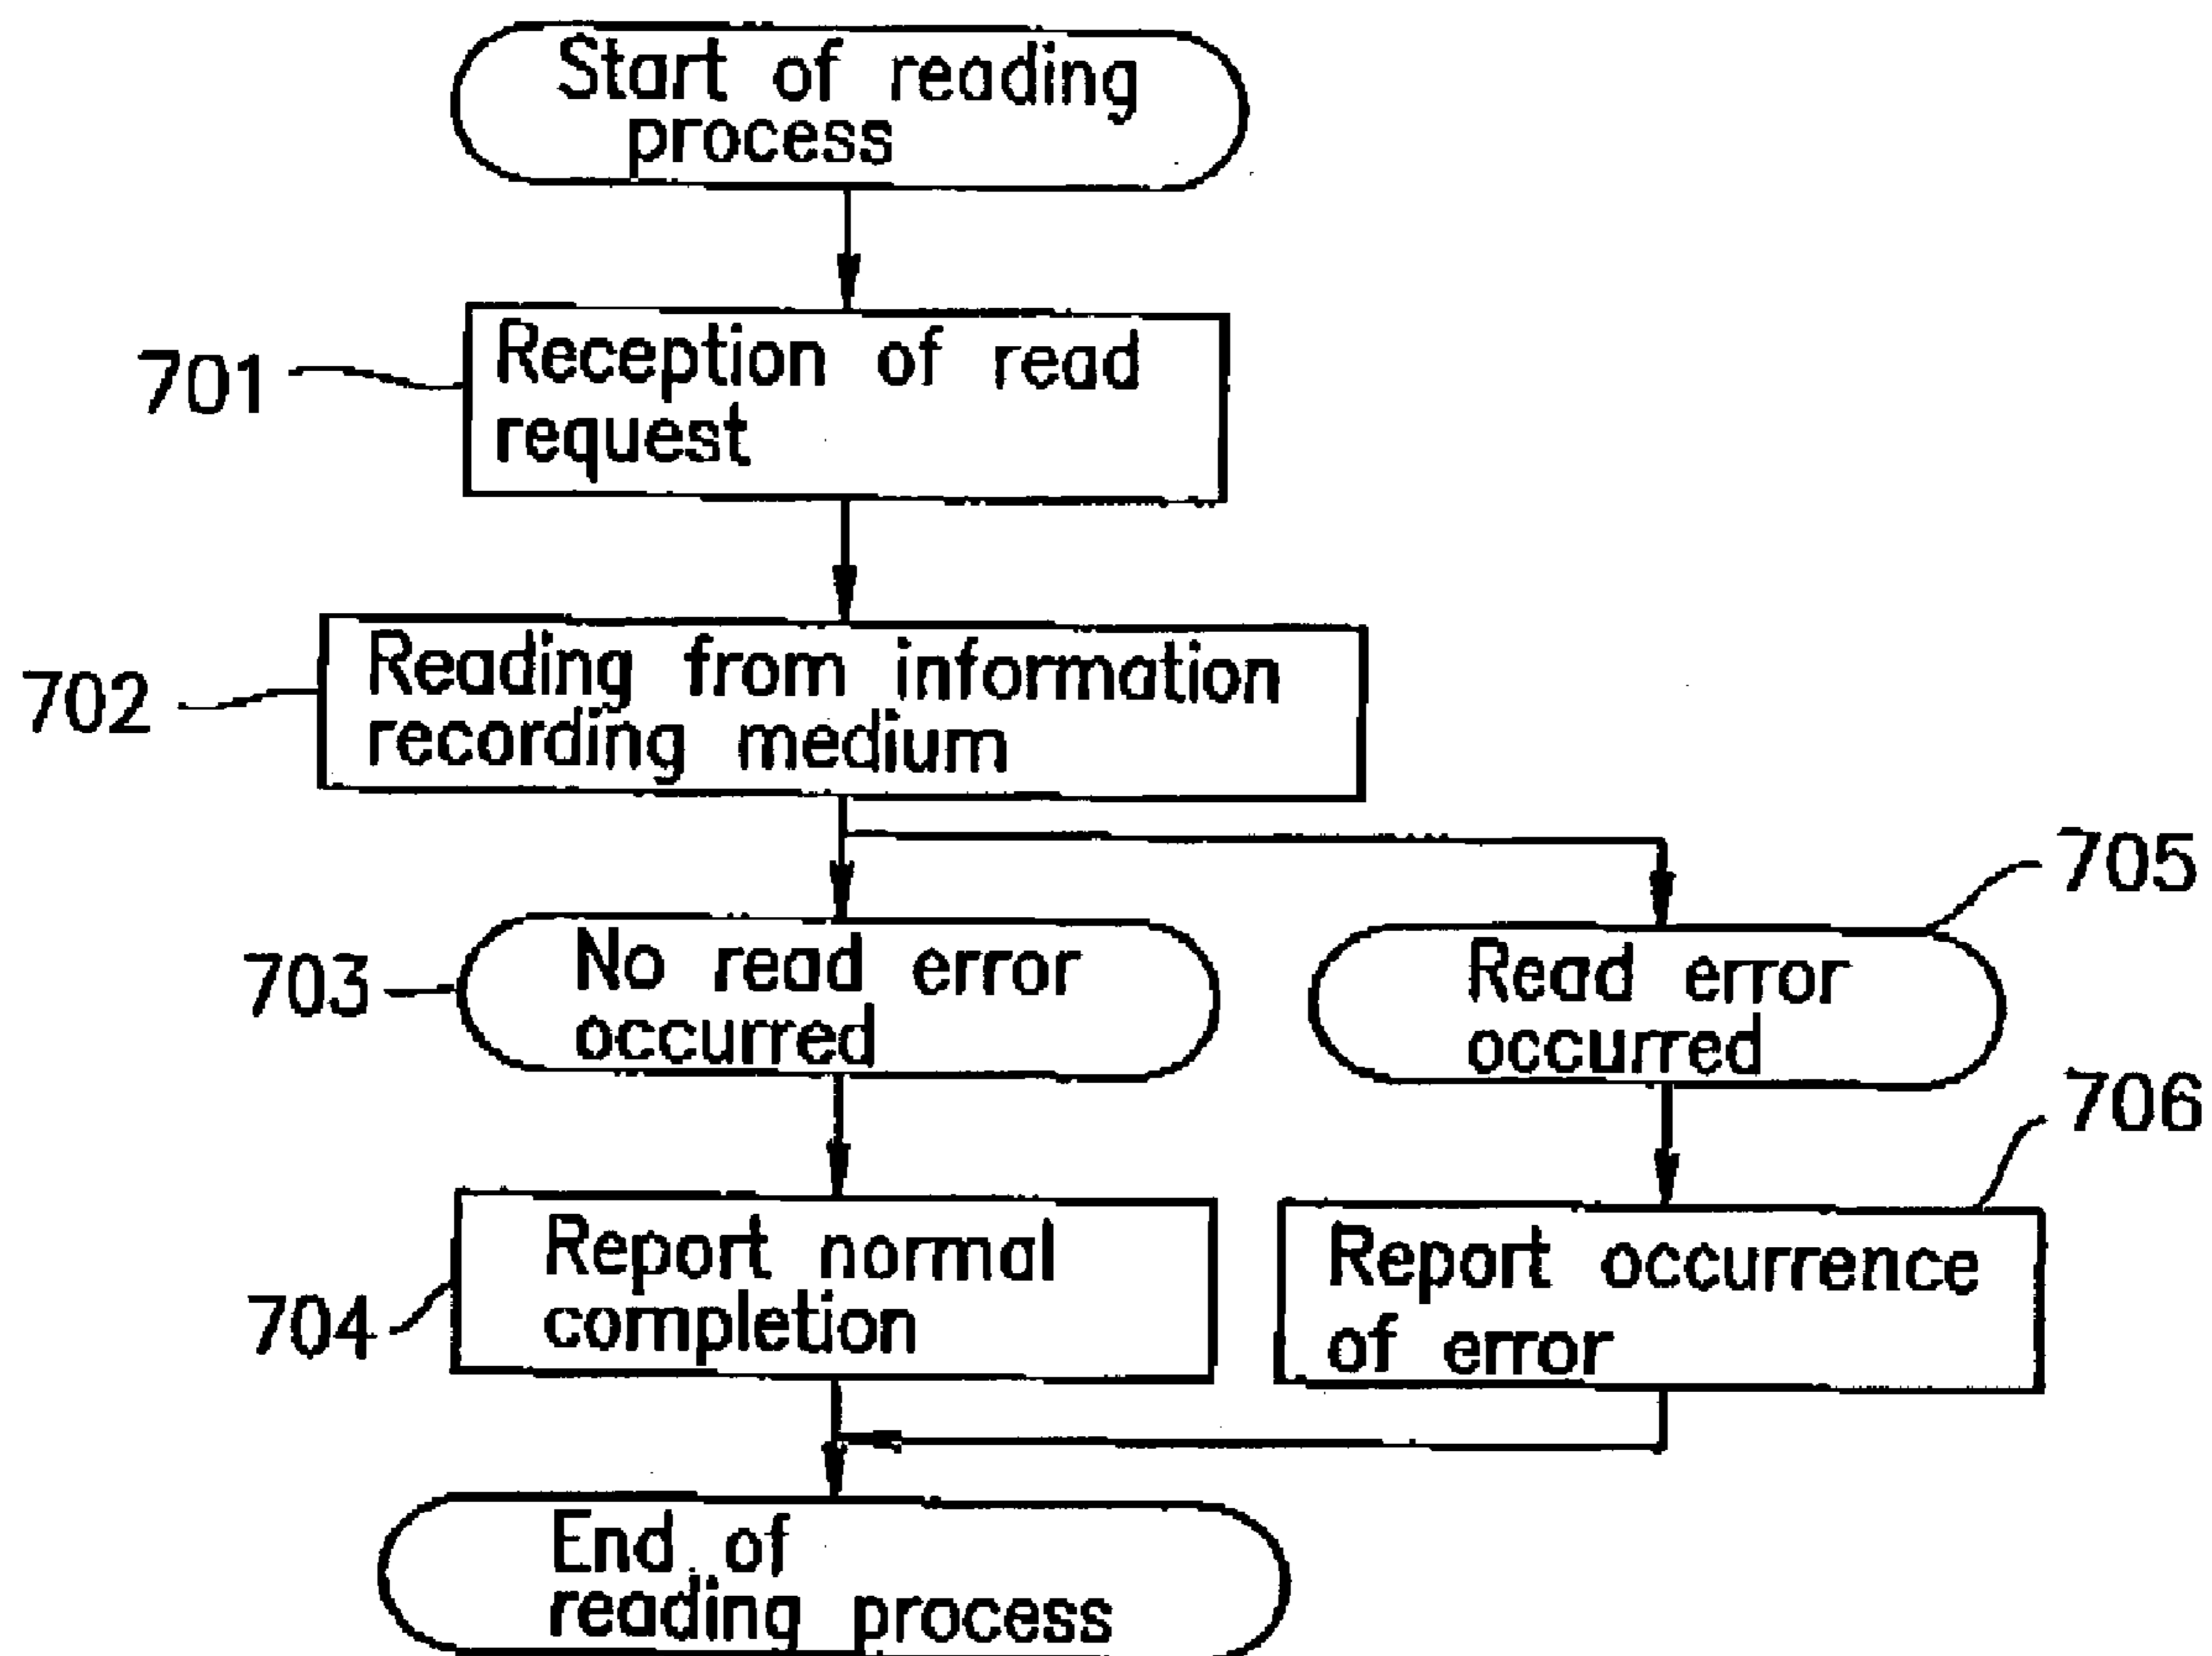 Start of reading
process
701
Reception of read
request
702
Reading from information
recording medium
703
No read error
occurred
705
Read error
occurred
704
Report normal
completion
706
Report occurrence
of error
End of
reading process